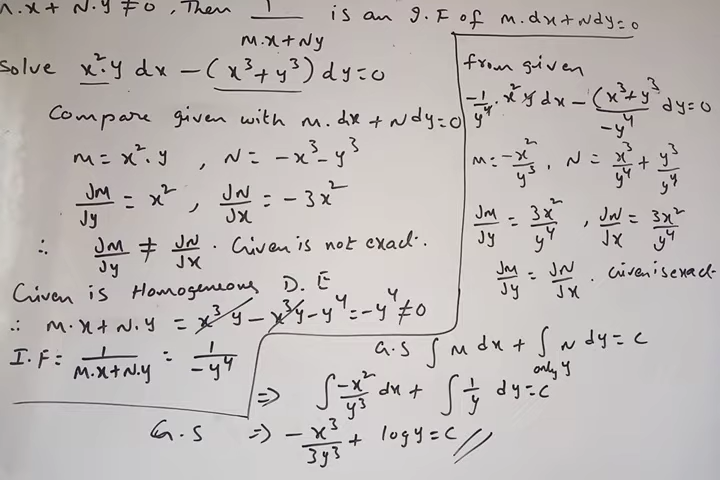 M.x + N.y ≠ 0, Then 1/(M.x+Ny) is an I.F of M.dx+Ndy=0
Solve x².y dx − (x³+y³) dy=0
Compare given with M.dx + Ndy=0
M = x².y , N = −x³−y³
∂M/∂y = x² , ∂N/∂x = −3x²
∴ ∂M/∂y ≠ ∂N/∂x . Given is not exact.
Given is Homogeneous D.E
∴ M.x + N.y = x³y − x³y − y⁴ = −y⁴ ≠ 0
I.F = 1/(M.x+N.y) = 1/(−y⁴)
from given
−1/y⁴ . x² y dx − (x³+y³)/(−y⁴) dy=0
M = −x²/y³ , N = x³/y⁴ + y³/y⁴
∂M/∂y = 3x²/y⁴ , ∂N/∂x = 3x²/y⁴
∂M/∂y = ∂N/∂x . Given is exact.
G.S ∫ M dx + ∫ N dy = c
only y
⇒ ∫ −x²/y³ dx + ∫ 1/y dy = c
G.S ⇒ −x³/3y³ + log y = c //